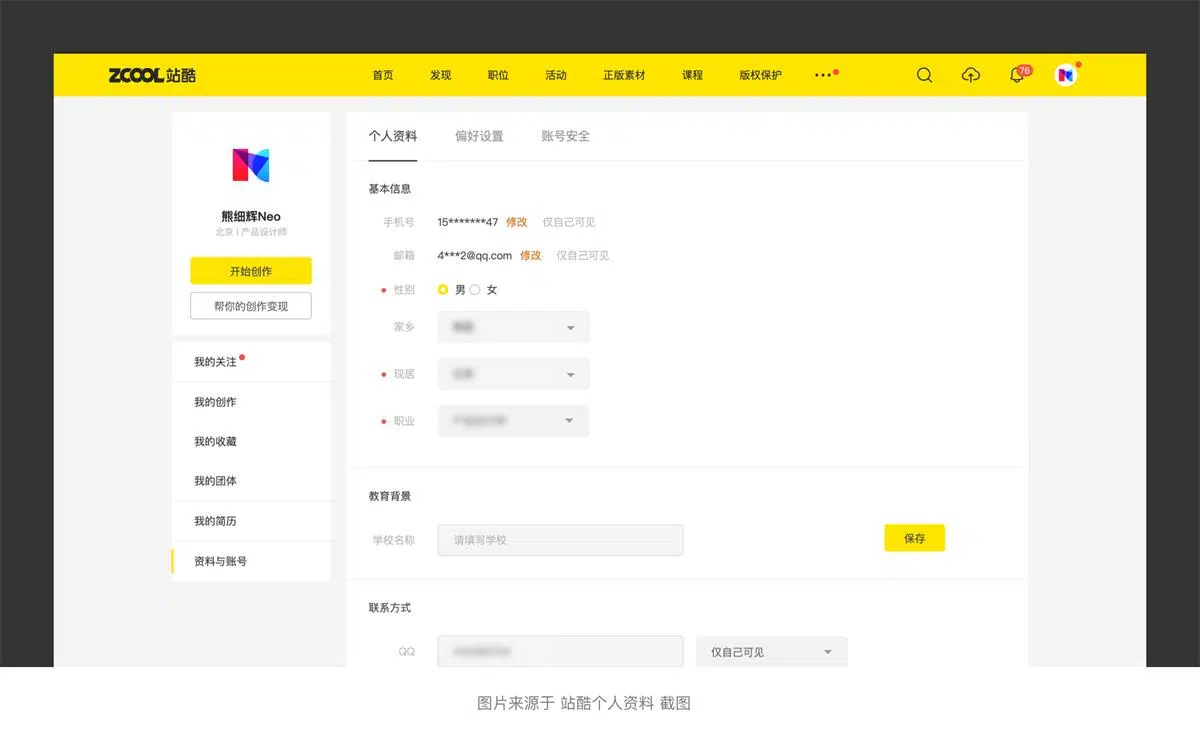 ZCOOL站酷 首页 发现 职位 活动 正版素材 课程 版权保护 ••• 76
熊细辉Neo
北京 | 产品设计师
开始创作
帮你的创作变现
我的关注
我的创作
我的收藏
我的团体
我的简历
资料与账号
个人资料 偏好设置 账号安全
基本信息
手机号 15*******47 修改 仅自己可见
邮箱 4***2@qq.com 修改 仅自己可见
性别 男 女
家乡
现居
职业
教育背景
学校名称 请填写学校 保存
联系方式
QQ 仅自己可见
图片来源于 站酷个人资料 截图